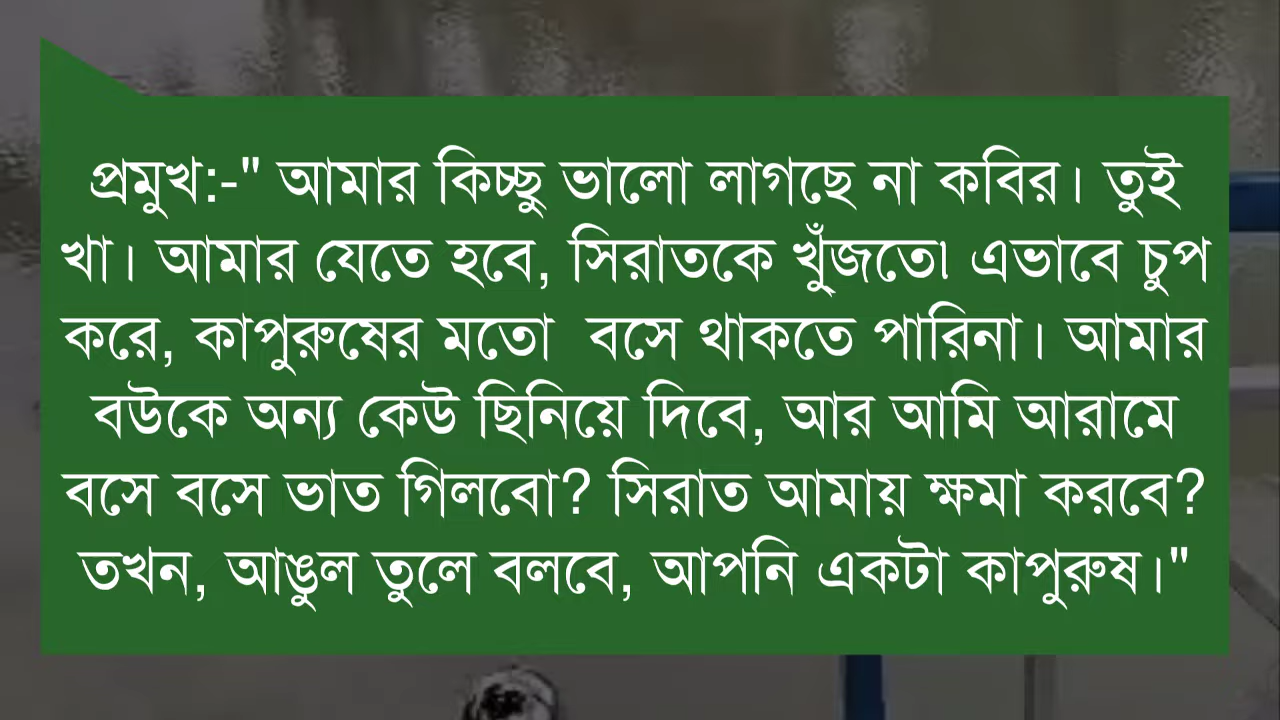 প্রমুখ:-" আমার কিচ্ছু ভালো লাগছে না কবির। তুই
খা। আমার যেতে হবে, সিরাতকে খুঁজতে৷ এভাবে চুপ
করে, কাপুরুষের মতো  বসে থাকতে পারিনা। আমার
বউকে অন্য কেউ ছিনিয়ে দিবে, আর আমি আরামে
বসে বসে ভাত গিলবো? সিরাত আমায় ক্ষমা করবে?
তখন, আঙুল তুলে বলবে, আপনি একটা কাপুরুষ।"